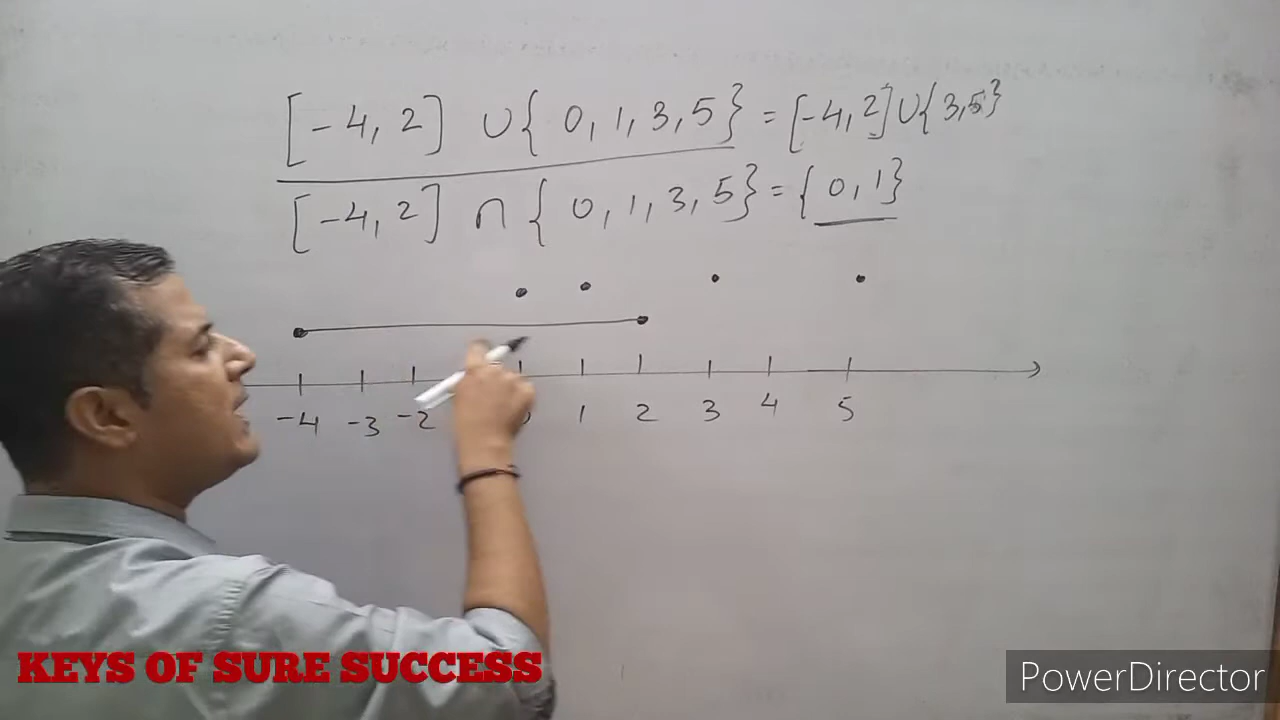 [-4, 2] ∪ { 0, 1, 3, 5 } = [-4, 2] ∪ { 3, 5 }
[-4, 2] ∩ { 0, 1, 3, 5 } = { 0, 1 }
-4 -3 -2 1 2 3 4 5
KEYS OF SURE SUCCESS
PowerDirector